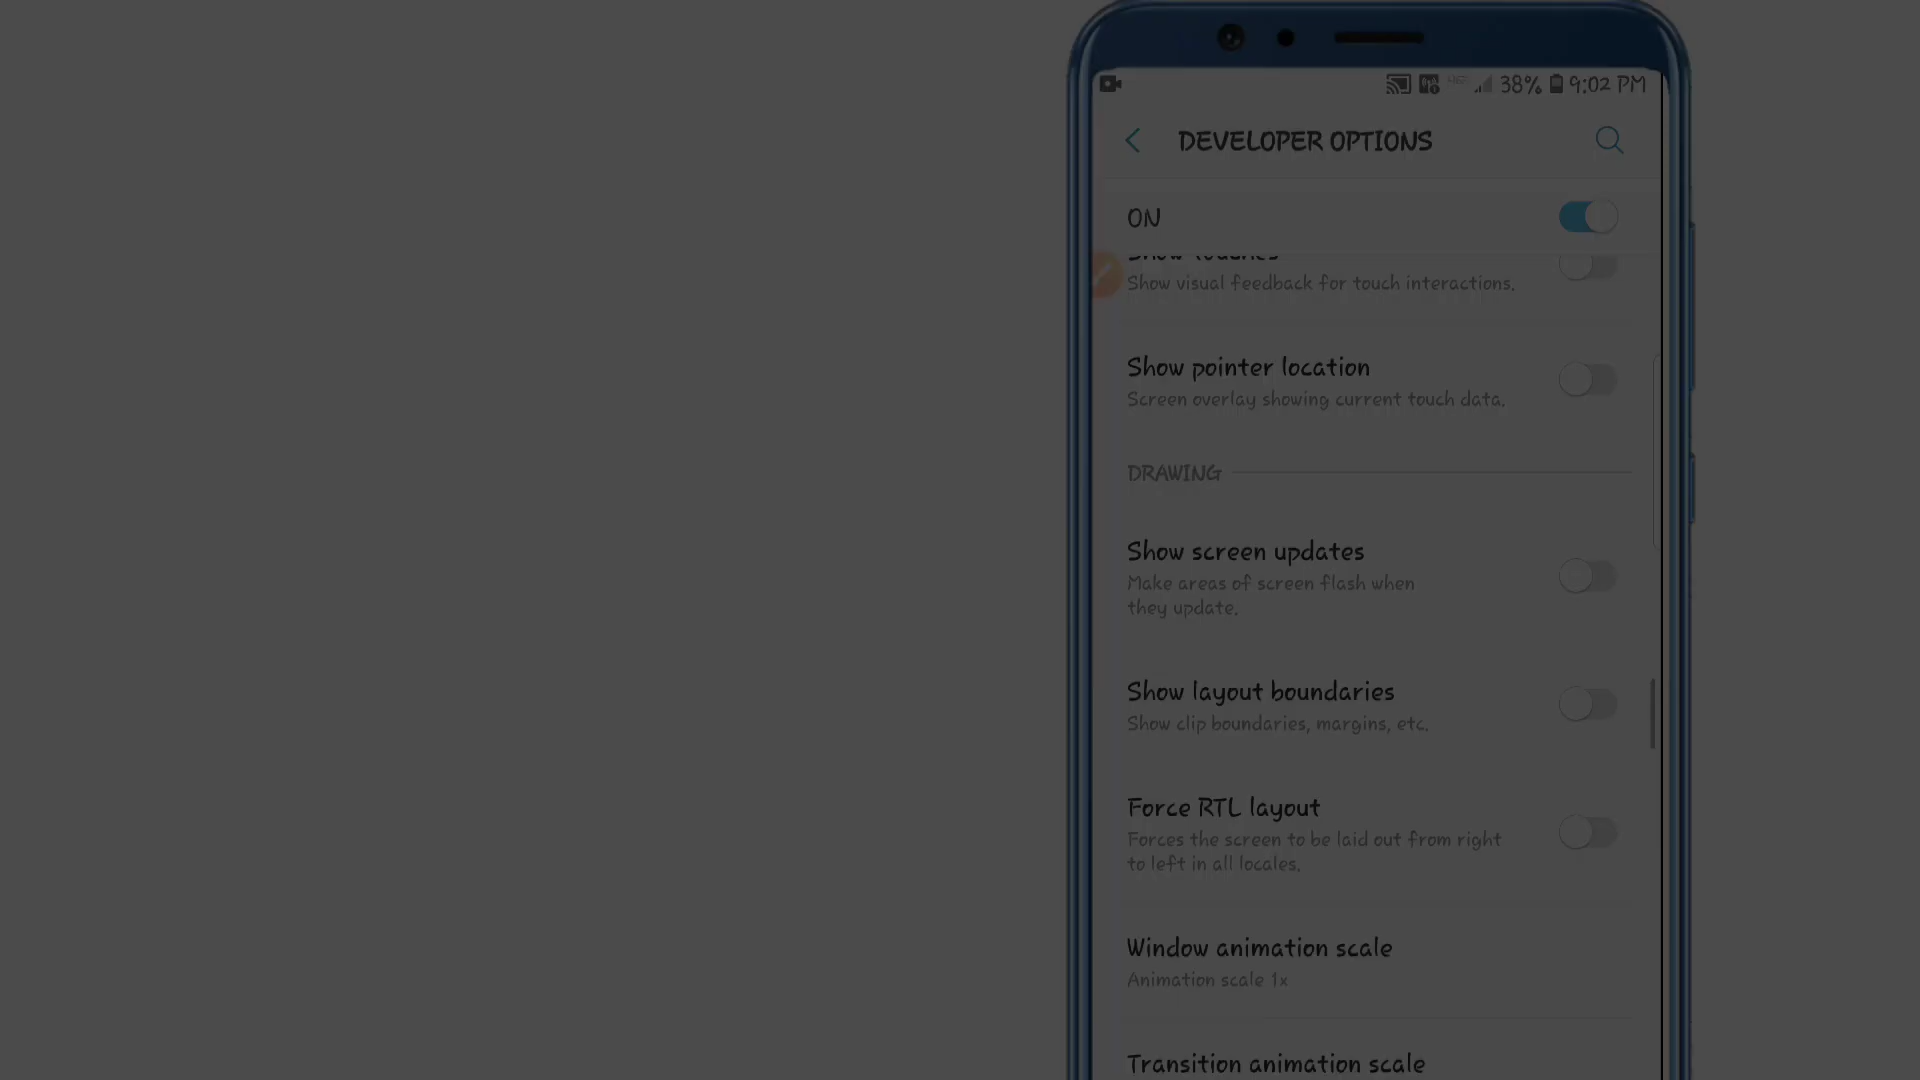 38% 9:02 PM
DEVELOPER OPTIONS
ON
Show visual feedback for touch interactions.
Show pointer location
Screen overlay showing current touch data.
DRAWING
Show screen updates
Make areas of screen flash when
they update.
Show layout boundaries
Show clip boundaries, margins, etc.
Force RTL layout
Forces the screen to be laid out from right
to left in all locales.
Window animation scale
Animation scale 1x
Transition animation scale